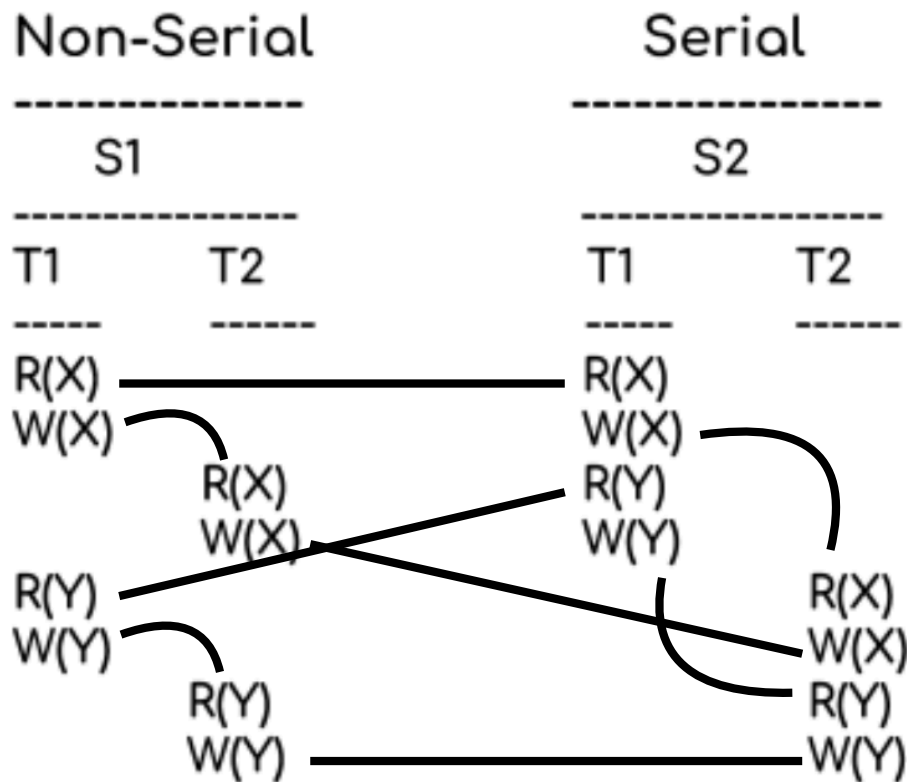 Non-Serial Serial
--------------- ---------------
S1 S2
--------------- ---------------
T1 T2 T1 T2
----- ------ ----- ------
R(X) R(X)
W(X) W(X)
R(X) R(Y)
W(X) W(Y)
R(Y) R(X)
W(Y) W(X)
R(Y) R(Y)
W(Y) W(Y)